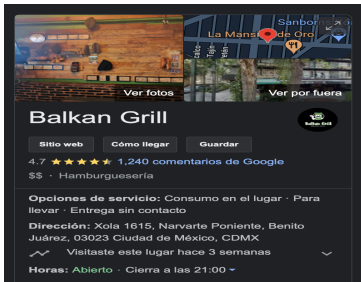 Sanborns
La Mansión de Oro
Ver fotos
Ver por fuera
Balkan Grill
Balkan Grill
Sitio web
Cómo llegar
Guardar
4.7 1,240 comentarios de Google
$$ · Hamburguesería
Opciones de servicio: Consumo en el lugar · Para
llevar · Entrega sin contacto
Dirección: Xola 1615, Narvarte Poniente, Benito
Juárez, 03023 Ciudad de México, CDMX
Visitaste este lugar hace 3 semanas
Horas: Abierto · Cierra a las 21:00